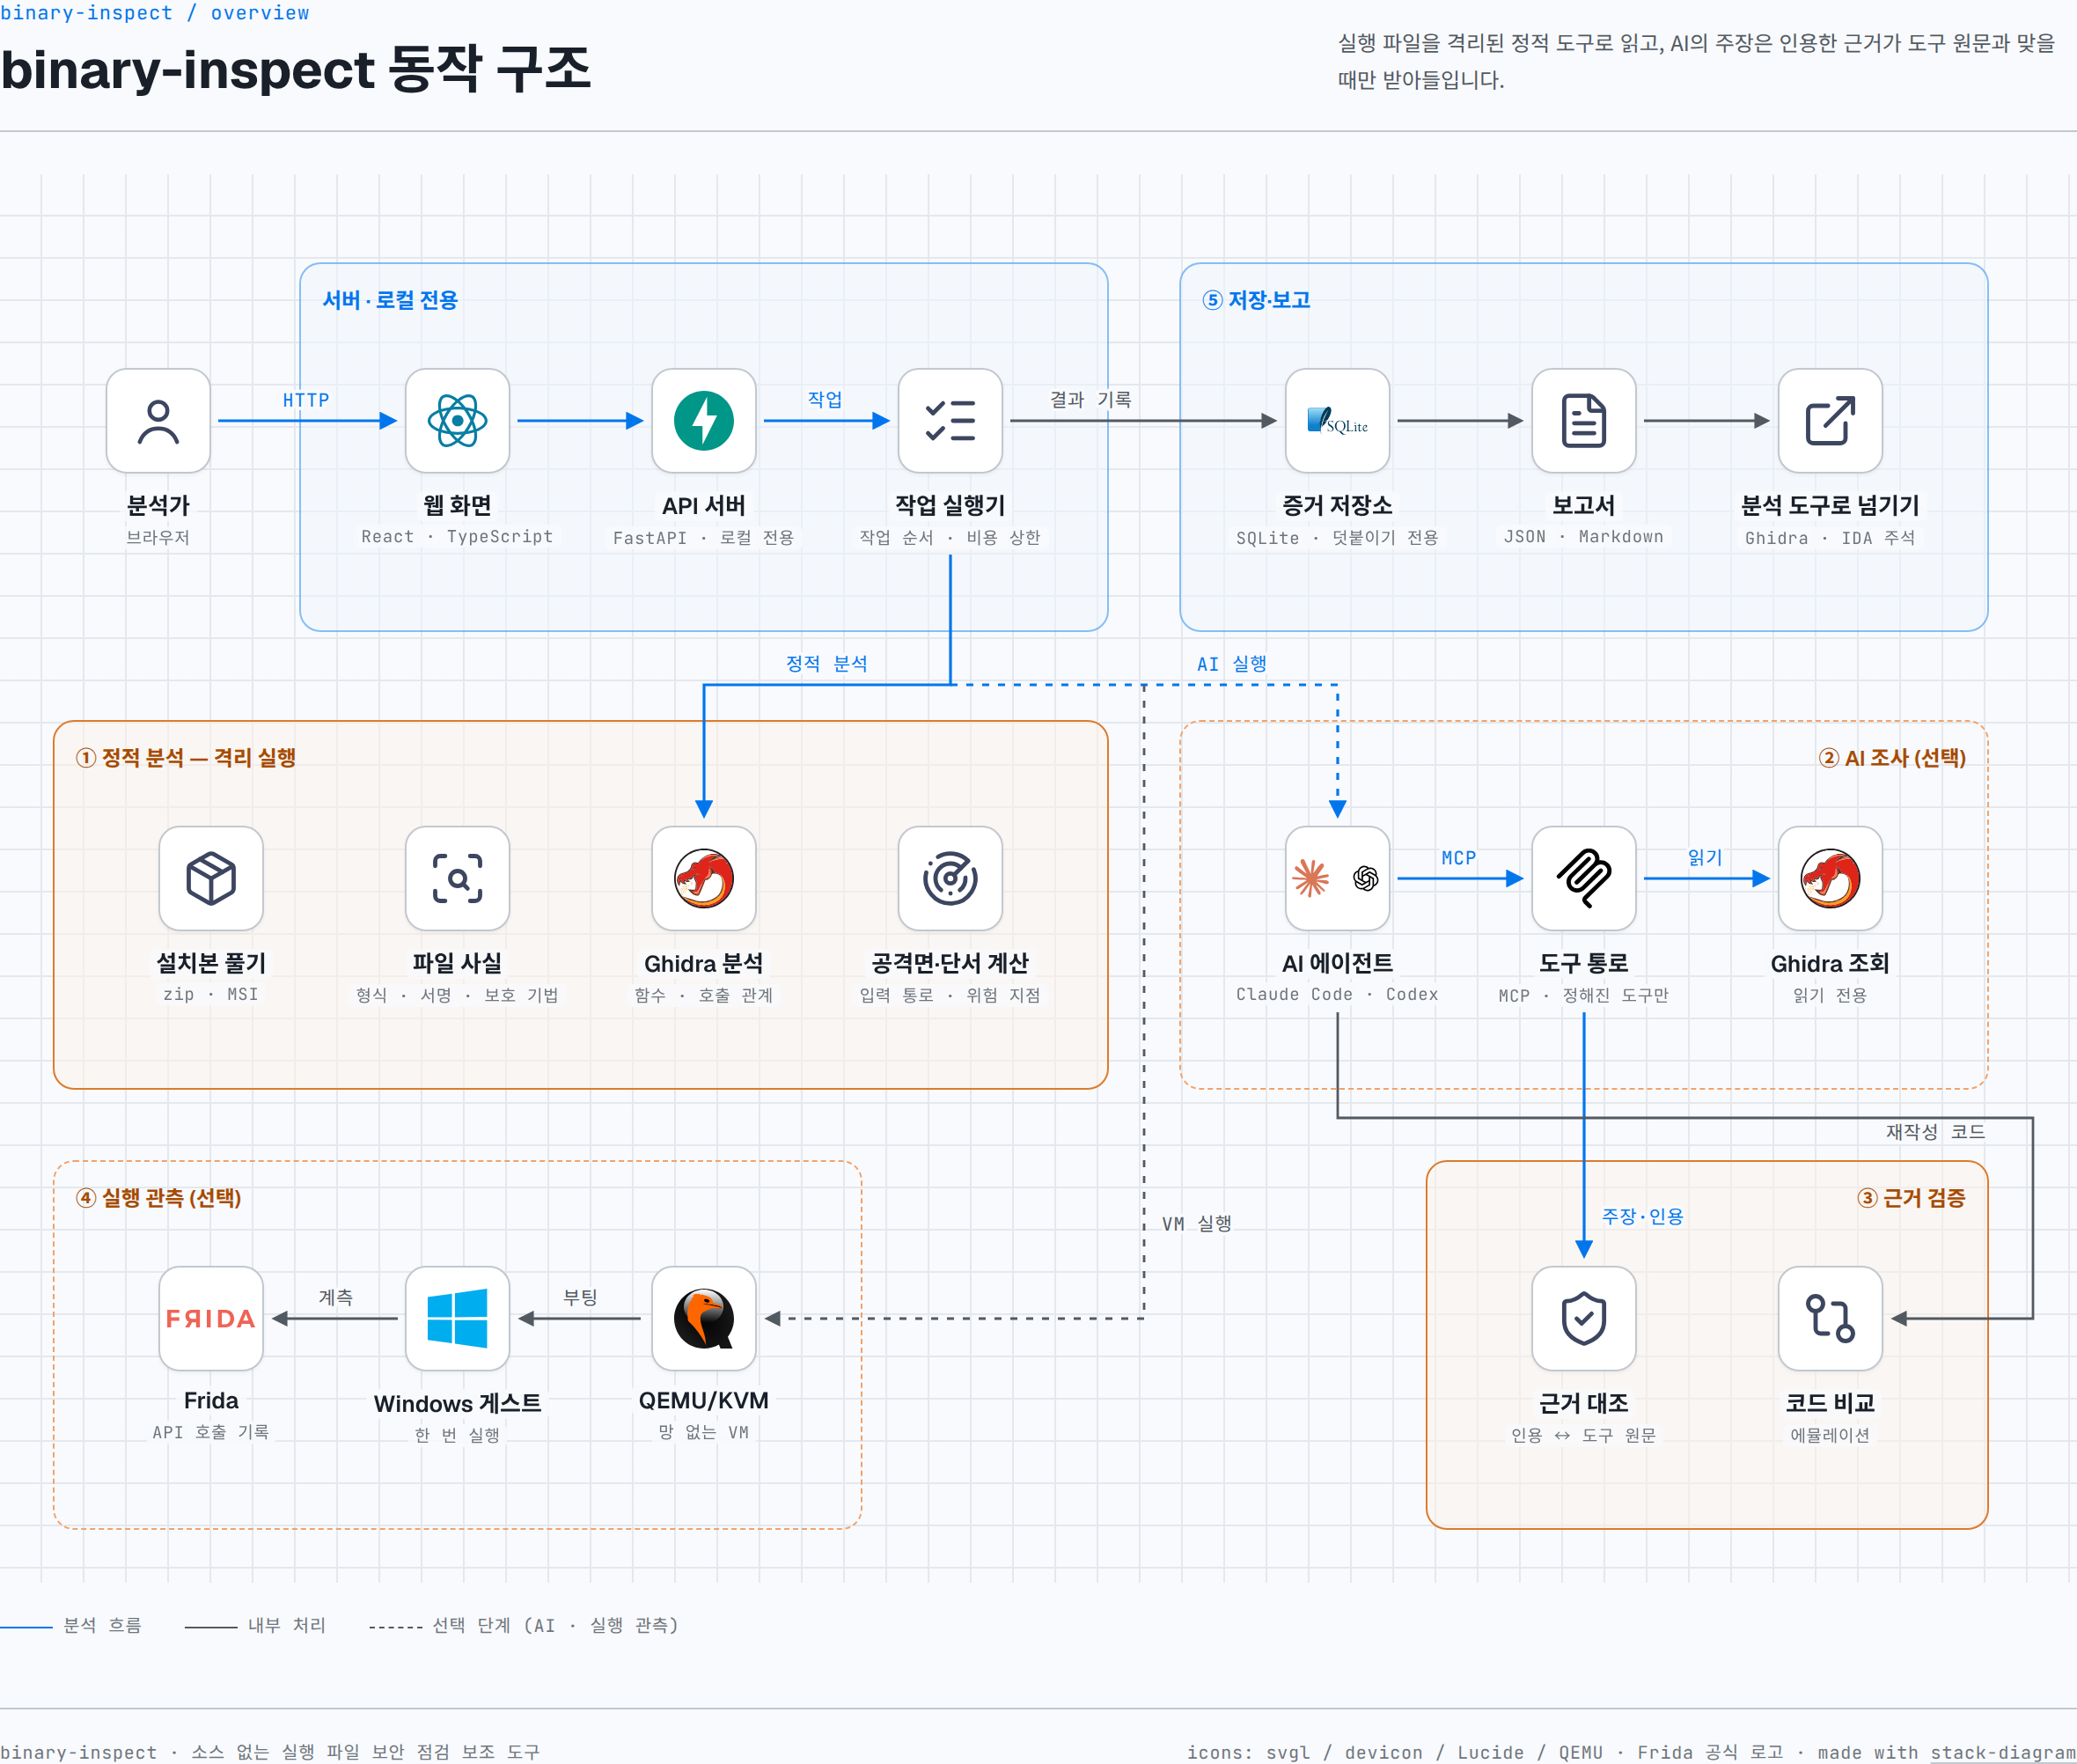 binary-inspect / overview
binary-inspect 동작 구조
실행 파일을 격리된 정적 도구로 읽고, AI의 주장은 인용한 근거가 도구 원문과 맞을
때만 받아들입니다.
서버 · 로컬 전용
⑤ 저장·보고
HTTP
작업
결과 기록
SQLite
분석가
웹 화면
API 서버
작업 실행기
증거 저장소
보고서
분석 도구로 넘기기
브라우저
React · TypeScript
FastAPI · 로컬 전용
작업 순서 · 비용 상한
SQLite · 덧붙이기 전용
JSON · Markdown
Ghidra · IDA 주석
정적 분석
AI 실행
① 정적 분석 — 격리 실행
② AI 조사 (선택)
MCP
읽기
설치본 풀기
파일 사실
Ghidra 분석
공격면·단서 계산
AI 에이전트
도구 통로
Ghidra 조회
zip · MSI
형식 · 서명 · 보호 기법
함수 · 호출 관계
입력 통로 · 위험 지점
Claude Code · Codex
MCP · 정해진 도구만
읽기 전용
재작성 코드
④ 실행 관측 (선택)
③ 근거 검증
VM 실행
주장·인용
FRIDA
계측
부팅
Frida
Windows 게스트
QEMU/KVM
근거 대조
코드 비교
API 호출 기록
한 번 실행
망 없는 VM
인용 ↔ 도구 원문
에뮬레이션
분석 흐름
내부 처리
선택 단계 (AI · 실행 관측)
binary-inspect · 소스 없는 실행 파일 보안 점검 보조 도구
icons: svgl / devicon / Lucide / QEMU · Frida 공식 로고 · made with stack-diagram